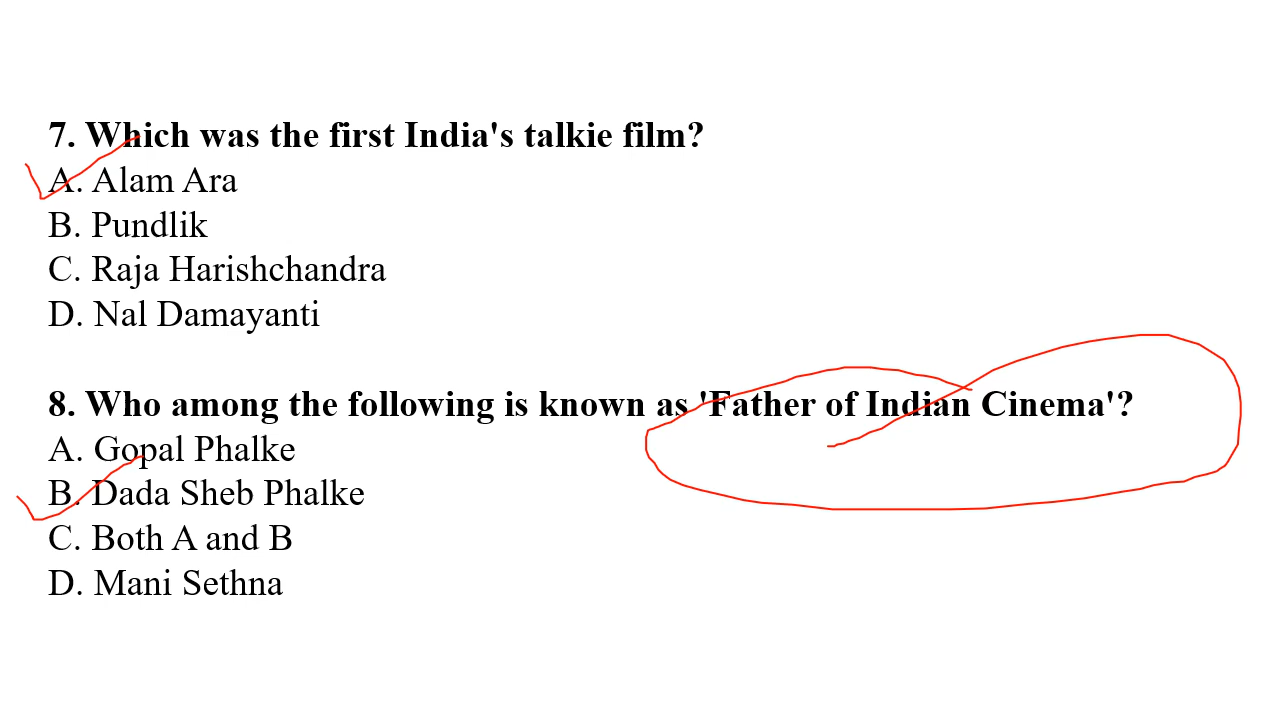 7. Which was the first India's talkie film?
A. Alam Ara
B. Pundlik
C. Raja Harishchandra
D. Nal Damayanti
8. Who among the following is known as 'Father of Indian Cinema'?
A. Gopal Phalke
B. Dada Sheb Phalke
C. Both A and B
D. Mani Sethna